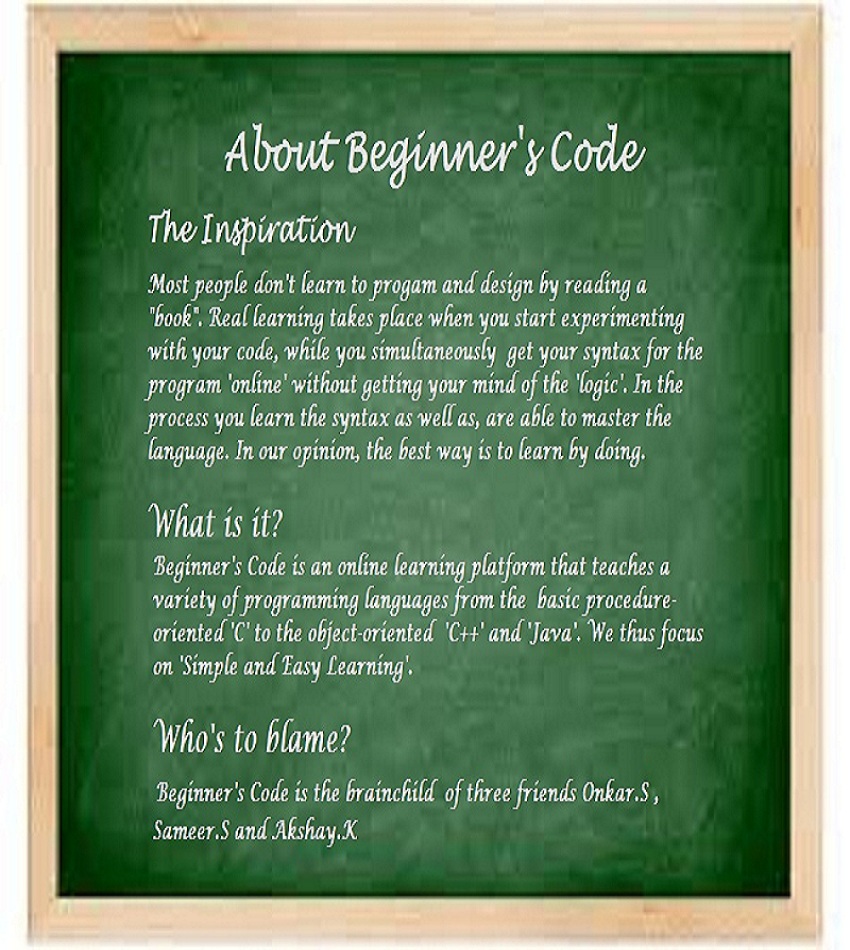 About Beginner's Code
The Inspiration
Most people don't learn to progam and design by reading a
"book". Real learning takes place when you start experimenting
with your code, while you simultaneously get your syntax for the
program 'online' without getting your mind of the 'logic'. In the
process you learn the syntax as well as, are able to master the
language. In our opinion, the best way is to learn by doing.
What is it?
Beginner's Code is an online learning platform that teaches a
variety of programming languages from the basic procedure-
oriented 'C' to the object-oriented 'C++' and 'Java'. We thus focus
on 'Simple and Easy Learning'.
Who's to blame?
Beginner's Code is the brainchild of three friends Onkar.S ,
Sameer.S and Akshay.K